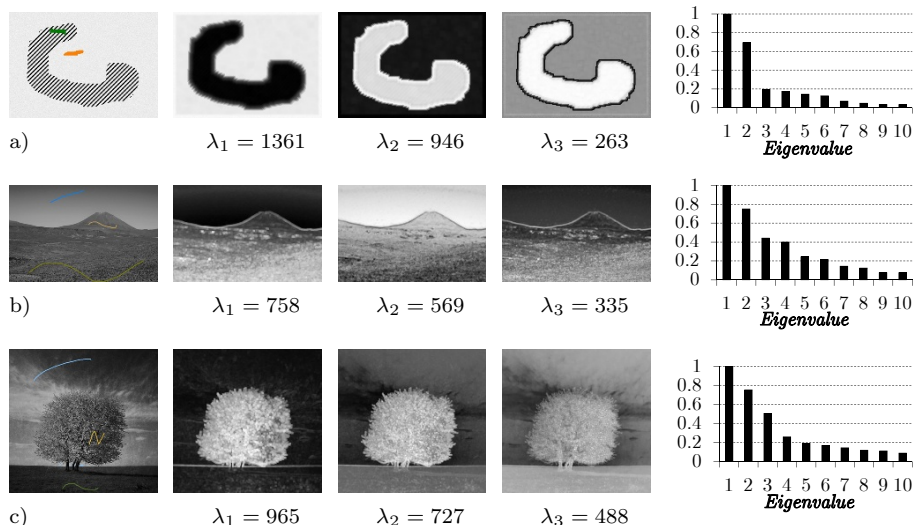 1
0.8
0.6
0.4
0.2
0
1 2 3 4 5 6 7 8 9 10
Eigenvalue
a)
λ1 = 1361
λ2 = 946
λ3 = 263
1
0.8
0.6
0.4
0.2
0
1 2 3 4 5 6 7 8 9 10
Eigenvalue
b)
λ1 = 758
λ2 = 569
λ3 = 335
1
0.8
0.6
0.4
0.2
0
1 2 3 4 5 6 7 8 9 10
Eigenvalue
c)
λ1 = 965
λ2 = 727
λ3 = 488